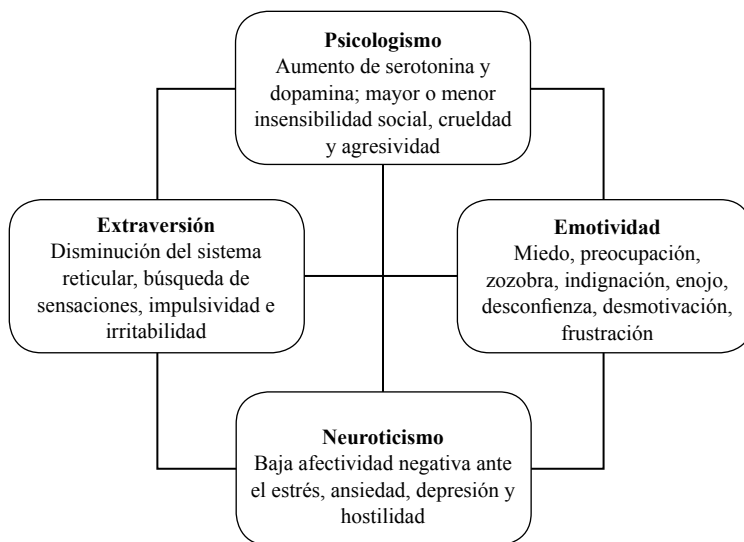 Psicologismo
Aumento de serotonina y
dopamina; mayor o menor
insensibilidad social, crueldad
y agresividad
Extraversión
Disminución del sistema
reticular, búsqueda de
sensaciones, impulsividad e
irritabilidad
Emotividad
Miedo, preocupación,
zozobra, indignación, enojo,
desconfienza, desmotivación,
frustración
Neuroticismo
Baja afectividad negativa ante
el estrés, ansiedad, depresión y
hostilidad